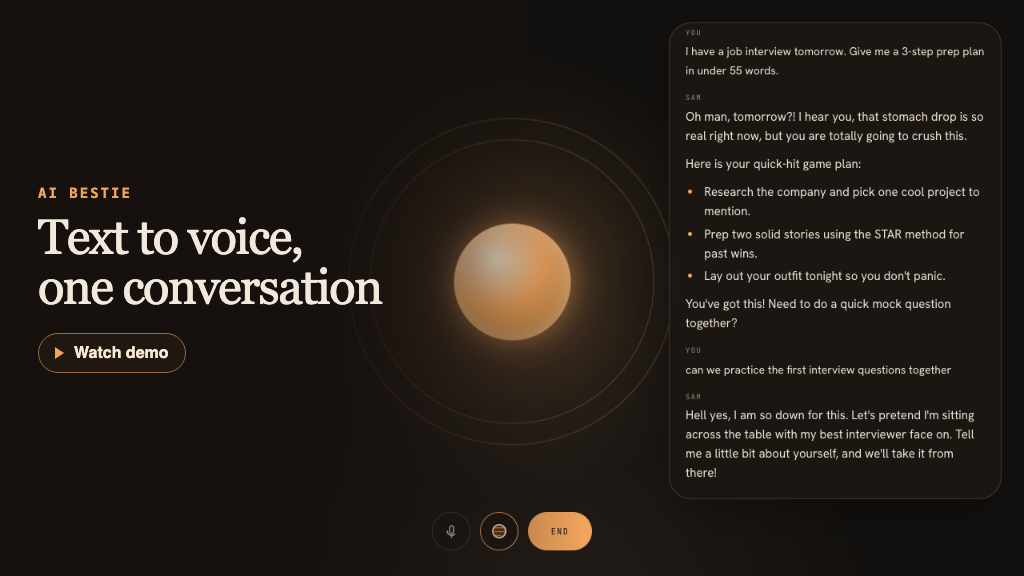 AI BESTIE
Text to voice,
one conversation
Watch demo
YOU
I have a job interview tomorrow. Give me a 3-step prep plan
in under 55 words.
SAM
Oh man, tomorrow?! I hear you, that stomach drop is so
real right now, but you are totally going to crush this.
Here is your quick-hit game plan:
• Research the company and pick one cool project to
mention.
• Prep two solid stories using the STAR method for
past wins.
• Lay out your outfit tonight so you don't panic.
You've got this! Need to do a quick mock question
together?
YOU
can we practice the first interview questions together
SAM
Hell yes, I am so down for this. Let's pretend I'm sitting
across the table with my best interviewer face on. Tell
me a little bit about yourself, and we'll take it from
there!
END